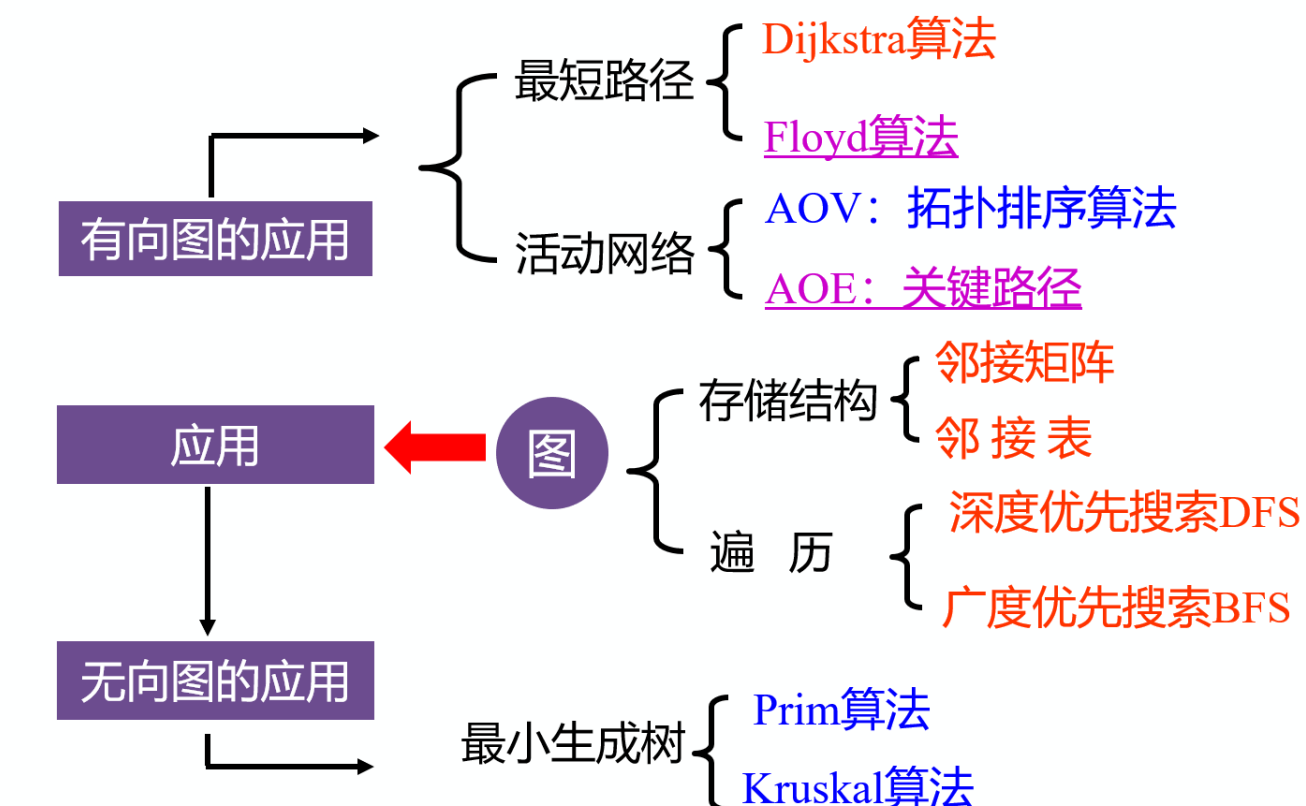 Dijkstra算法
最短路径
Floyd算法
有向图的应用
AOV：拓扑排序算法
活动网络
AOE：关键路径
邻接矩阵
存储结构
邻 接 表
应用
图
深度优先搜索DFS
遍 历
广度优先搜索BFS
无向图的应用
Prim算法
最小生成树
Kruskal算法